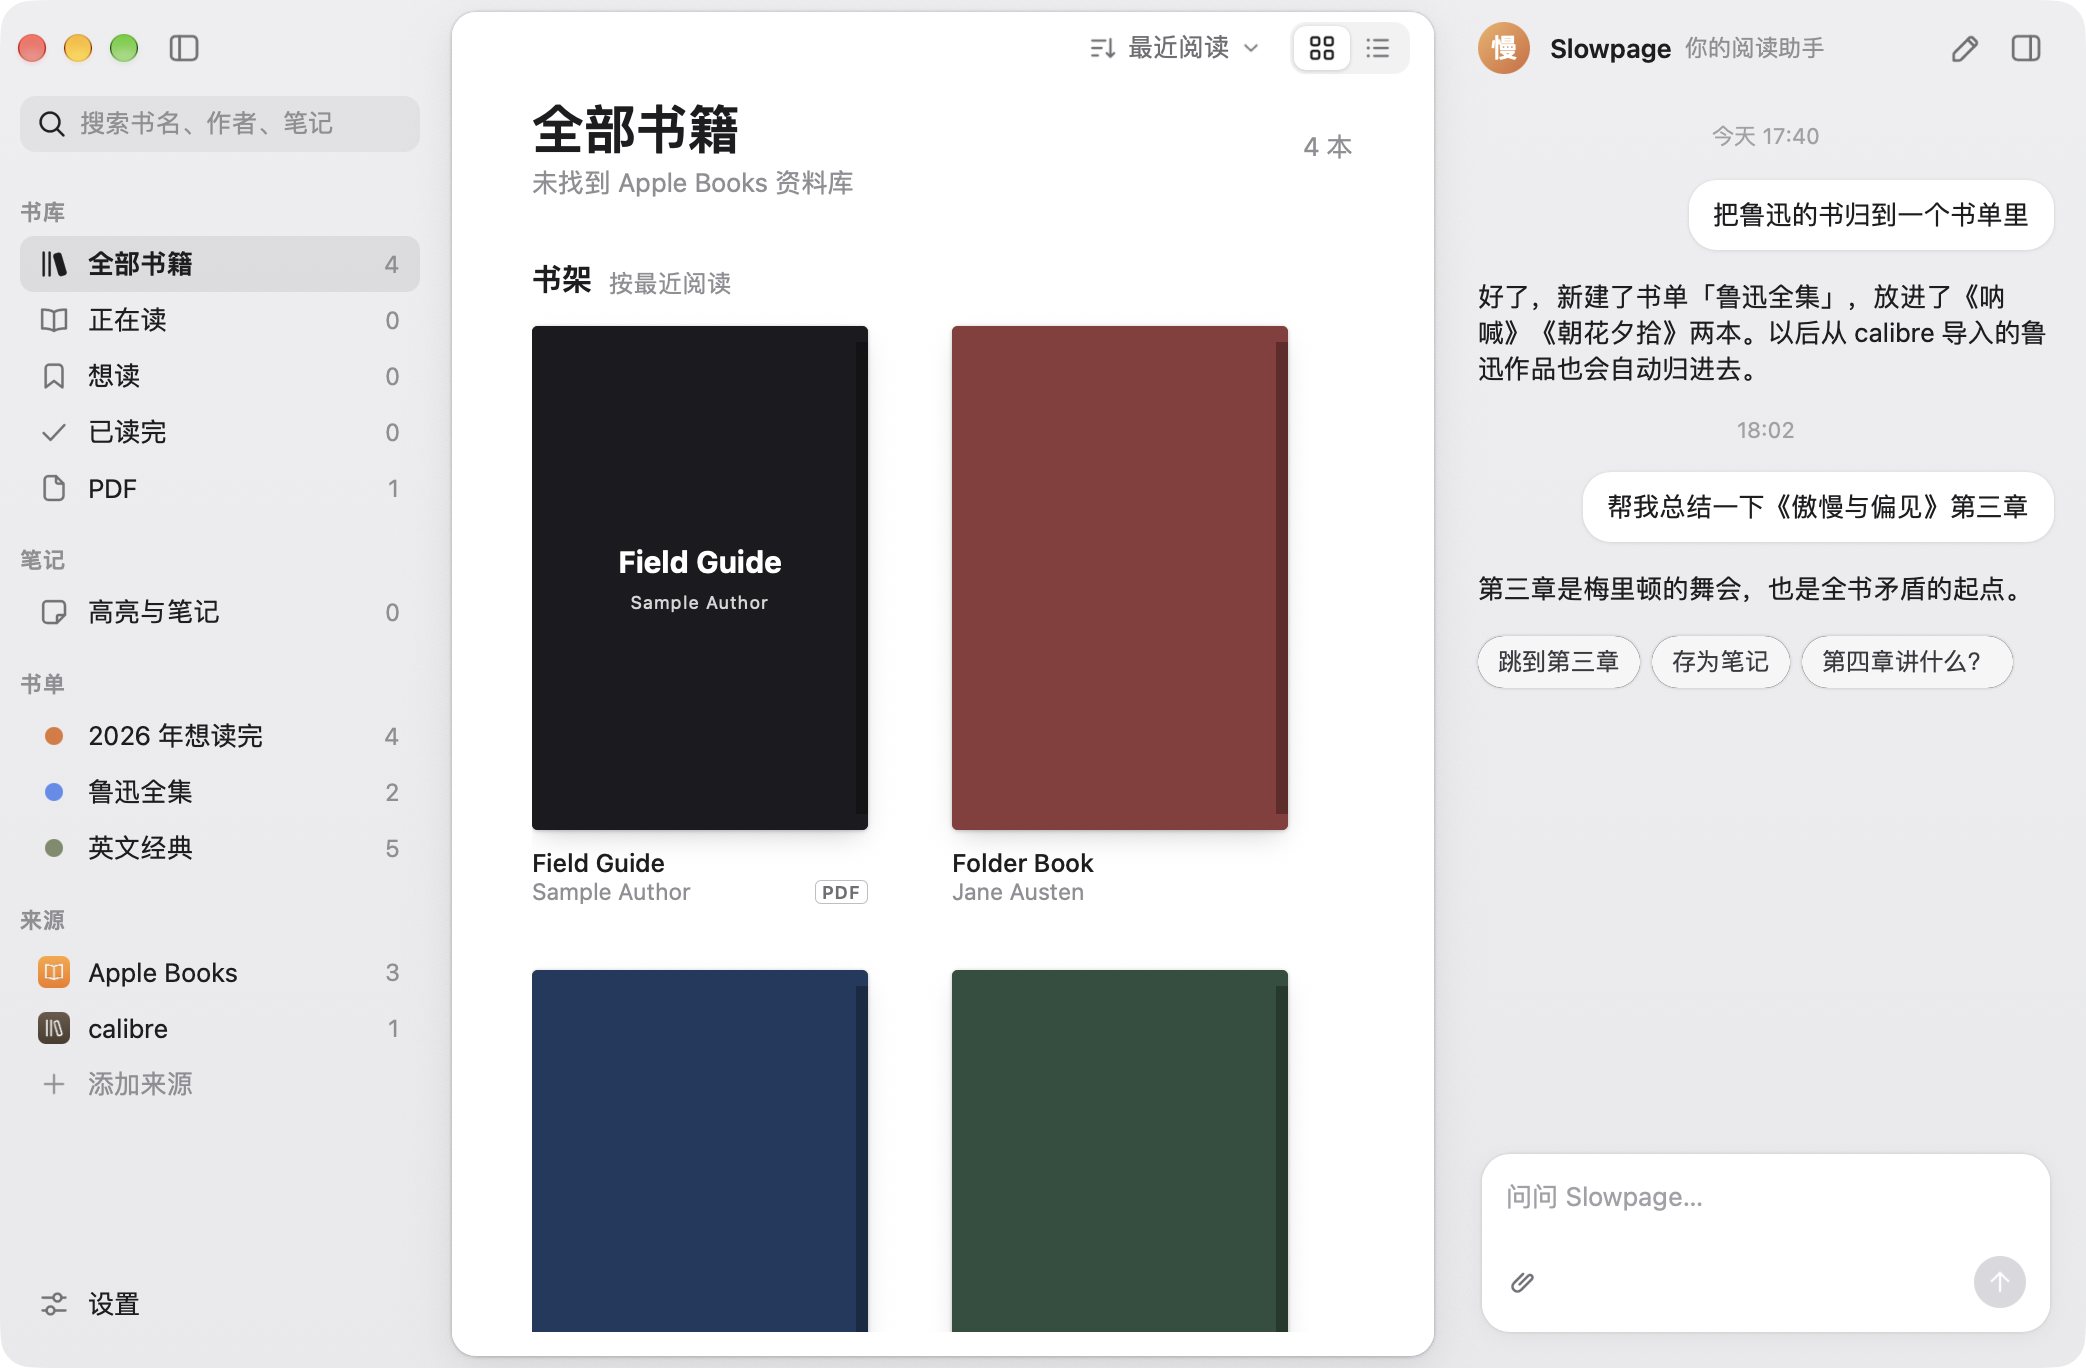 搜索书名、作者、笔记
书库
全部书籍 4
正在读 0
想读 0
已读完 0
PDF 1
笔记
高亮与笔记 0
书单
2026 年想读完 4
鲁迅全集 2
英文经典 5
来源
Apple Books 3
calibre 1
添加来源
设置
最近阅读
全部书籍
4 本
未找到 Apple Books 资料库
书架 按最近阅读
Field Guide
Sample Author
Field Guide
Sample Author PDF
Folder Book
Jane Austen
慢 Slowpage 你的阅读助手
今天 17:40
把鲁迅的书归到一个书单里
好了，新建了书单「鲁迅全集」，放进了《呐
喊》《朝花夕拾》两本。以后从 calibre 导入的鲁
迅作品也会自动归进去。
18:02
帮我总结一下《傲慢与偏见》第三章
第三章是梅里顿的舞会，也是全书矛盾的起点。
跳到第三章 存为笔记 第四章讲什么？
问问 Slowpage...